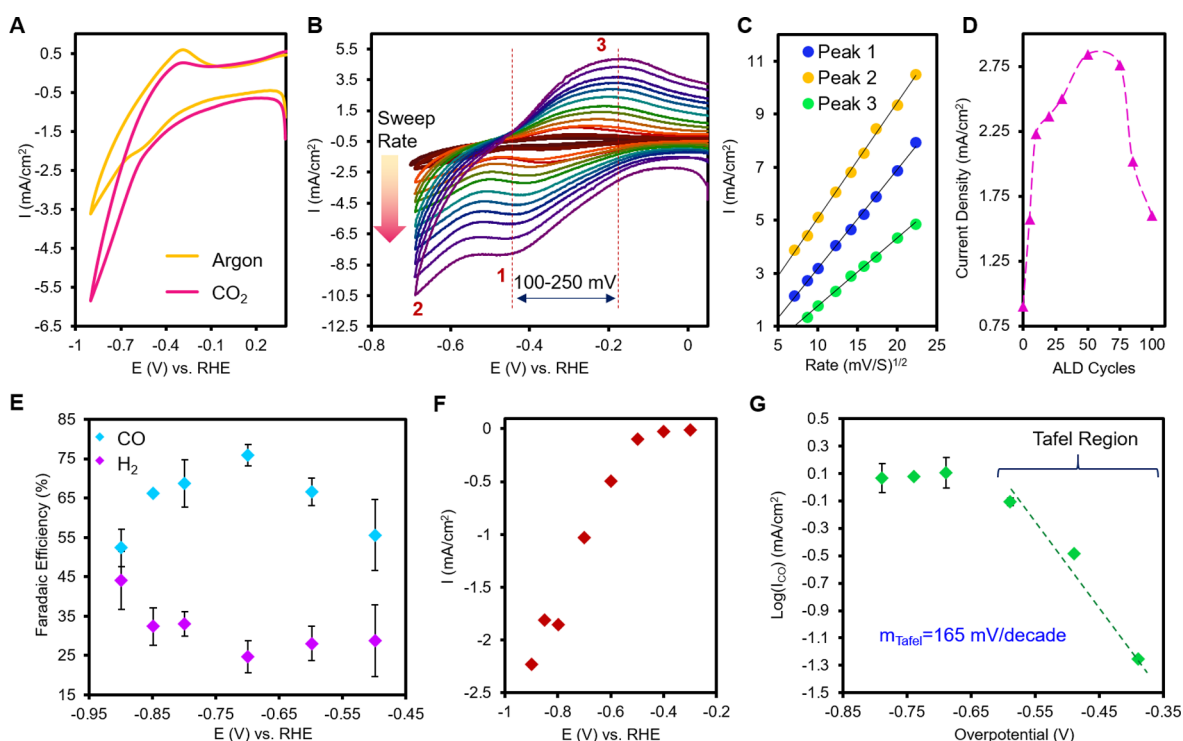 A
I (mA/cm²)
0.5
-0.5
-1.5
-2.5
-3.5
-4.5
-5.5
-6.5
Argon
CO₂
-1
-0.7
-0.4
-0.1
0.2
E (V) vs. RHE
B
I (mA/cm²)
5.5
3.5
1.5
-0.5
-2.5
-4.5
-6.5
-8.5
-10.5
-12.5
Sweep
Rate
3
1
2
100-250 mV
-0.8
-0.6
-0.4
-0.2
0
E (V) vs. RHE
C
I (mA/cm²)
11
9
7
5
3
1
Peak 1
Peak 2
Peak 3
5
10
15
20
25
Rate (mV/S)^1/2
D
Current Density (mA/cm²)
2.75
2.25
1.75
1.25
0.75
0
25
50
75
100
ALD Cycles
E
Faradaic Efficiency (%)
85
75
65
55
45
35
25
15
CO
H₂
-0.95
-0.85
-0.75
-0.65
-0.55
-0.45
E (V) vs. RHE
F
I (mA/cm²)
0
-0.5
-1
-1.5
-2
-2.5
-1
-0.8
-0.6
-0.4
-0.2
E (V) vs. RHE
G
Log(I_CO) (mA/cm²)
0.5
0.3
0.1
-0.1
-0.3
-0.5
-0.7
-0.9
-1.1
-1.3
-1.5
Tafel Region
m_Tafel=165 mV/decade
-0.85
-0.75
-0.65
-0.55
-0.45
-0.35
Overpotential (V)